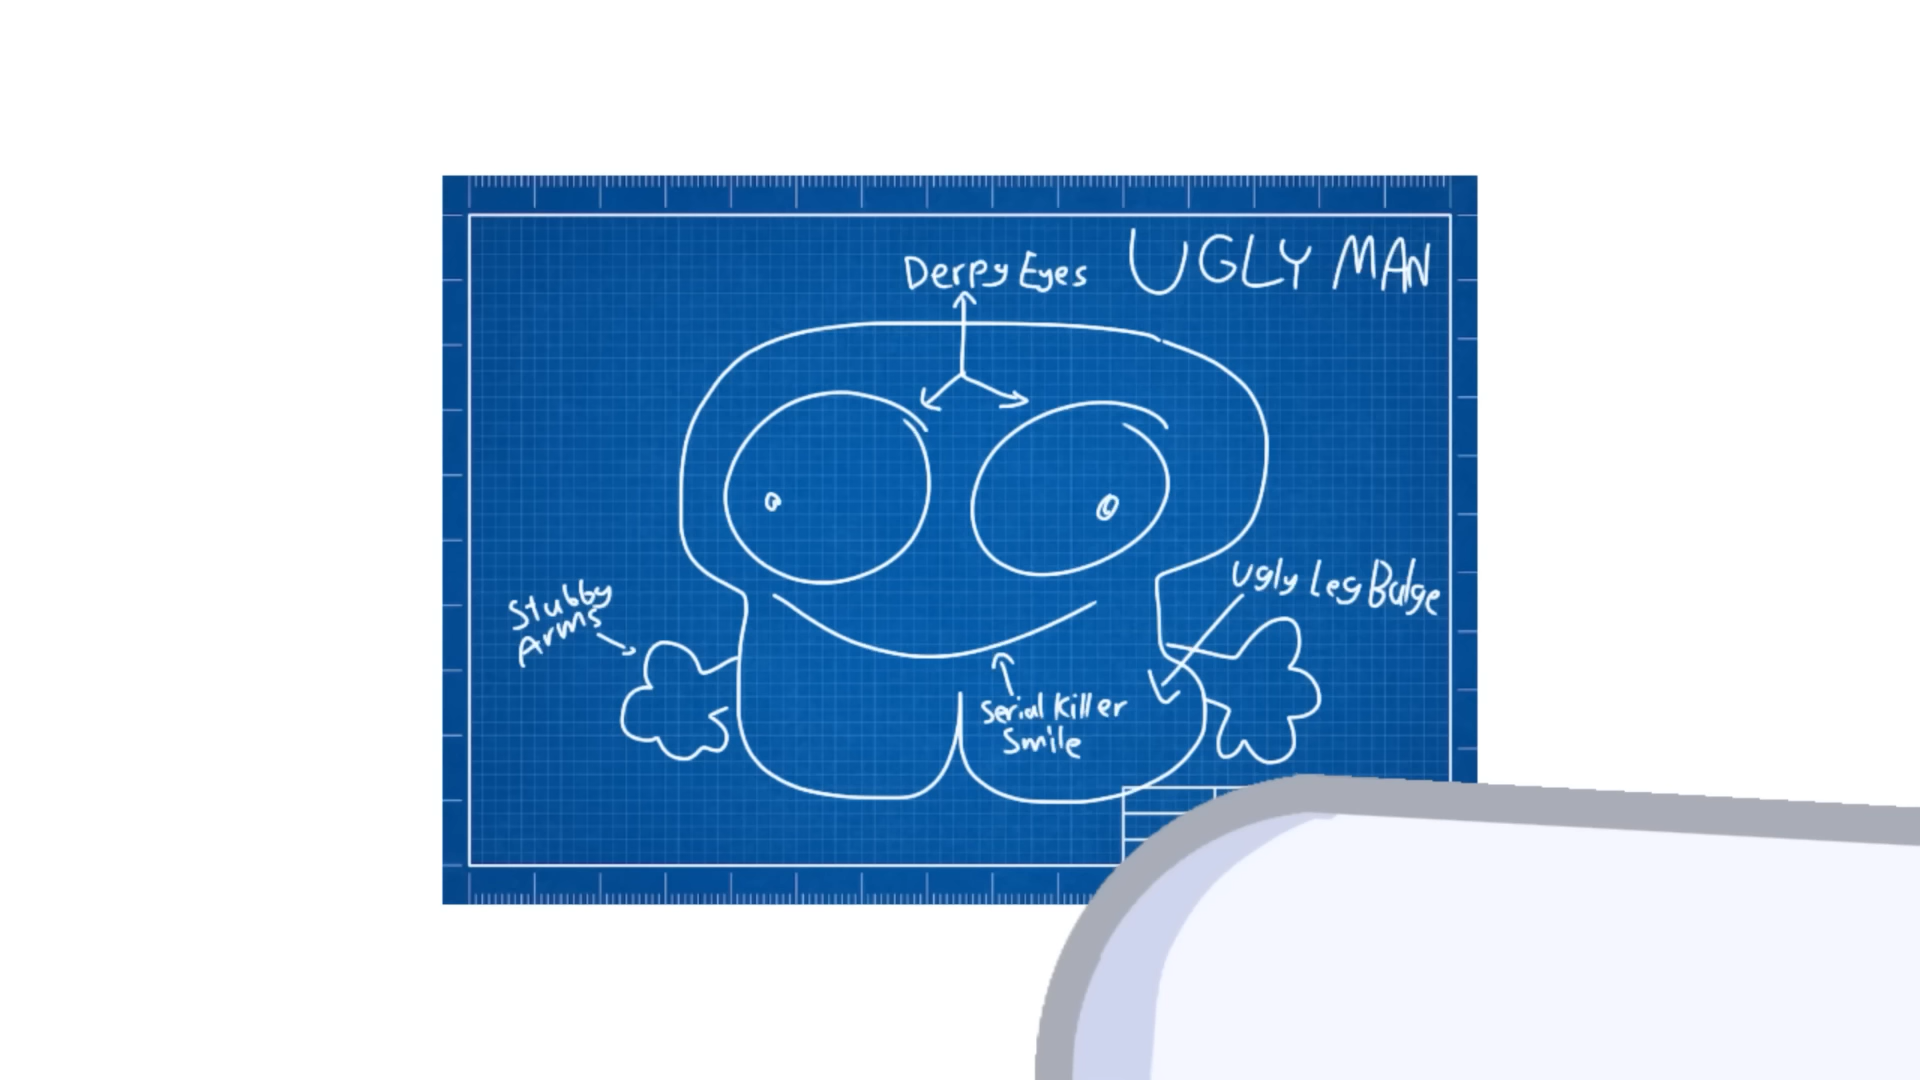 UGLY MAN
Derpy Eyes
Ugly Leg Bulge
Stubby
Arms
Serial Killer
Smile